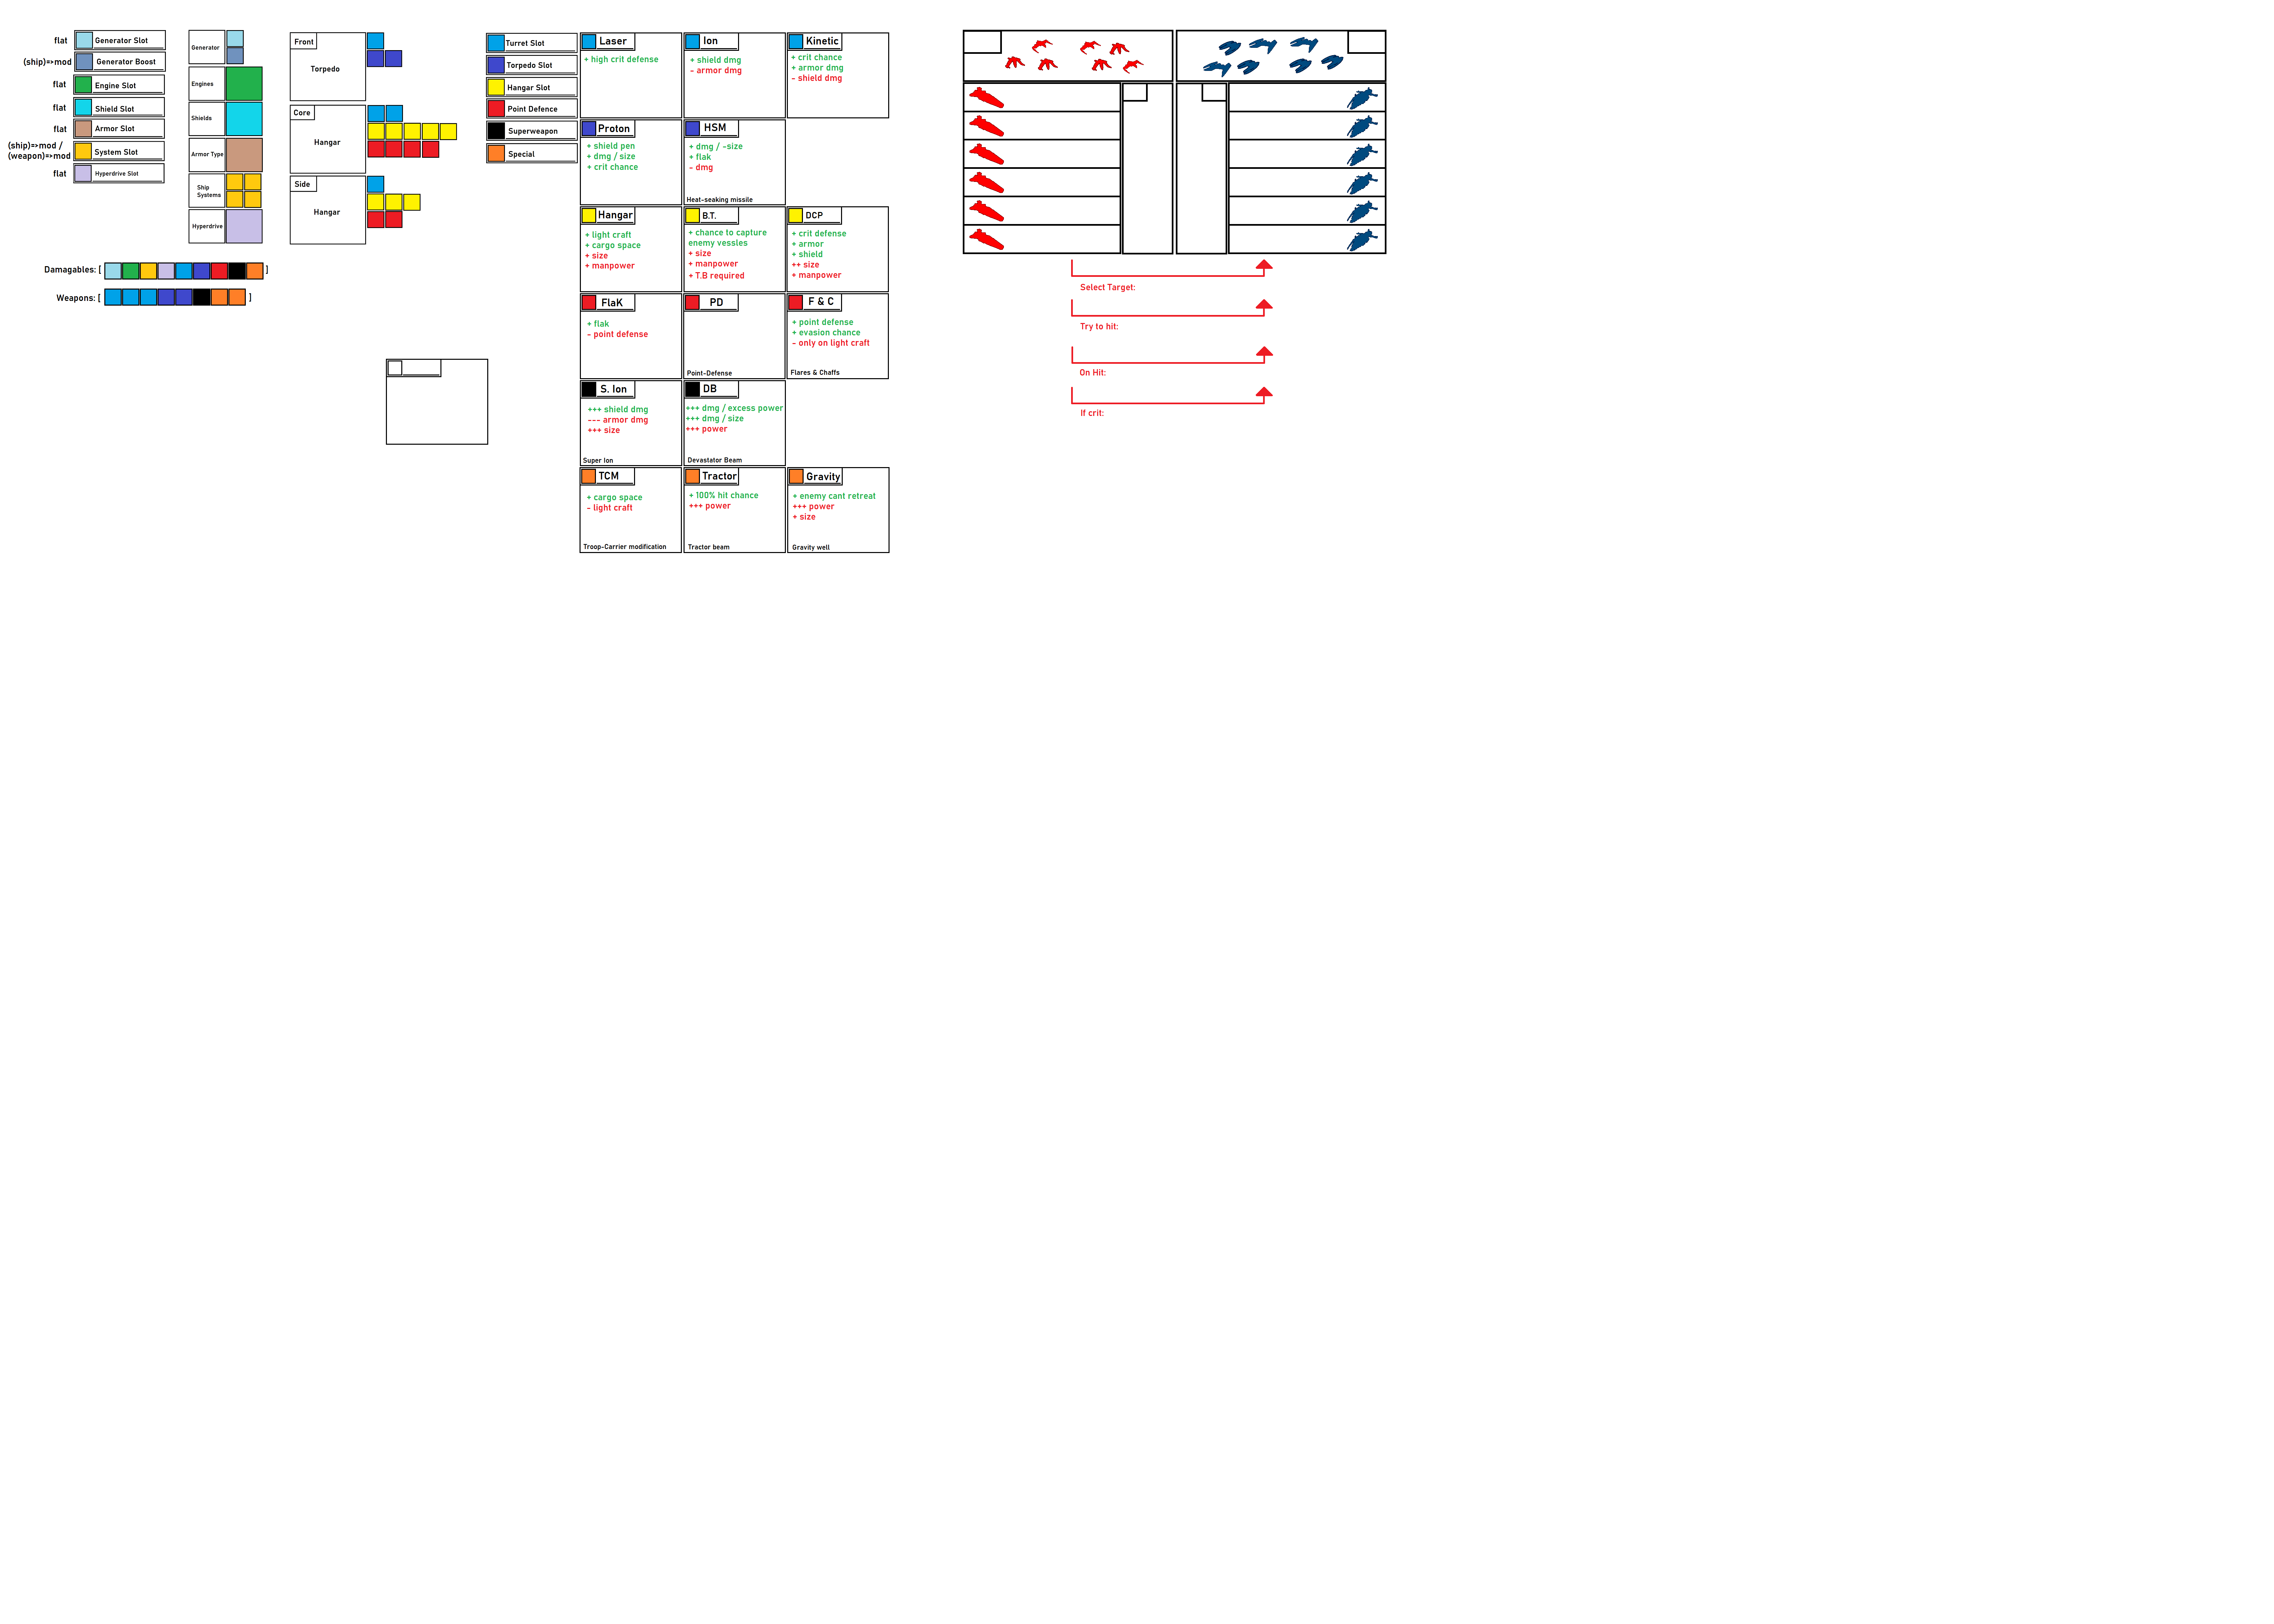 flat
Generator Slot
(ship)=>mod
Generator Boost
flat
Engine Slot
flat
Shield Slot
flat
Armor Slot
(ship)=>mod /
(weapon)=>mod
System Slot
flat
Hyperdrive Slot
Generator
Engines
Shields
Armor Type
Ship
Systems
Hyperdrive
Damagables: [
]
Weapons: [
]
Front
Torpedo
Core
Hangar
Side
Hangar
Turret Slot
Torpedo Slot
Hangar Slot
Point Defence
Superweapon
Special
Laser
+ high crit defense
Ion
+ shield dmg
- armor dmg
Kinetic
+ crit chance
+ armor dmg
- shield dmg
Proton
+ shield pen
+ dmg / size
+ crit chance
HSM
+ dmg / -size
+ flak
- dmg
Heat-seaking missile
Hangar
+ light craft
+ cargo space
+ size
+ manpower
B.T.
+ chance to capture
enemy vessles
+ size
+ manpower
+ T.B required
DCP
+ crit defense
+ armor
+ shield
++ size
+ manpower
FlaK
+ flak
- point defense
PD
Point-Defense
F & C
+ point defense
+ evasion chance
- only on light craft
Flares & Chaffs
S. Ion
+++ shield dmg
--- armor dmg
+++ size
Super Ion
DB
+++ dmg / excess power
+++ dmg / size
+++ power
Devastator Beam
TCM
+ cargo space
- light craft
Troop-Carrier modification
Tractor
+ 100% hit chance
+++ power
Tractor beam
Gravity
+ enemy cant retreat
+++ power
+ size
Gravity well
Select Target:
Try to hit:
On Hit:
If crit: